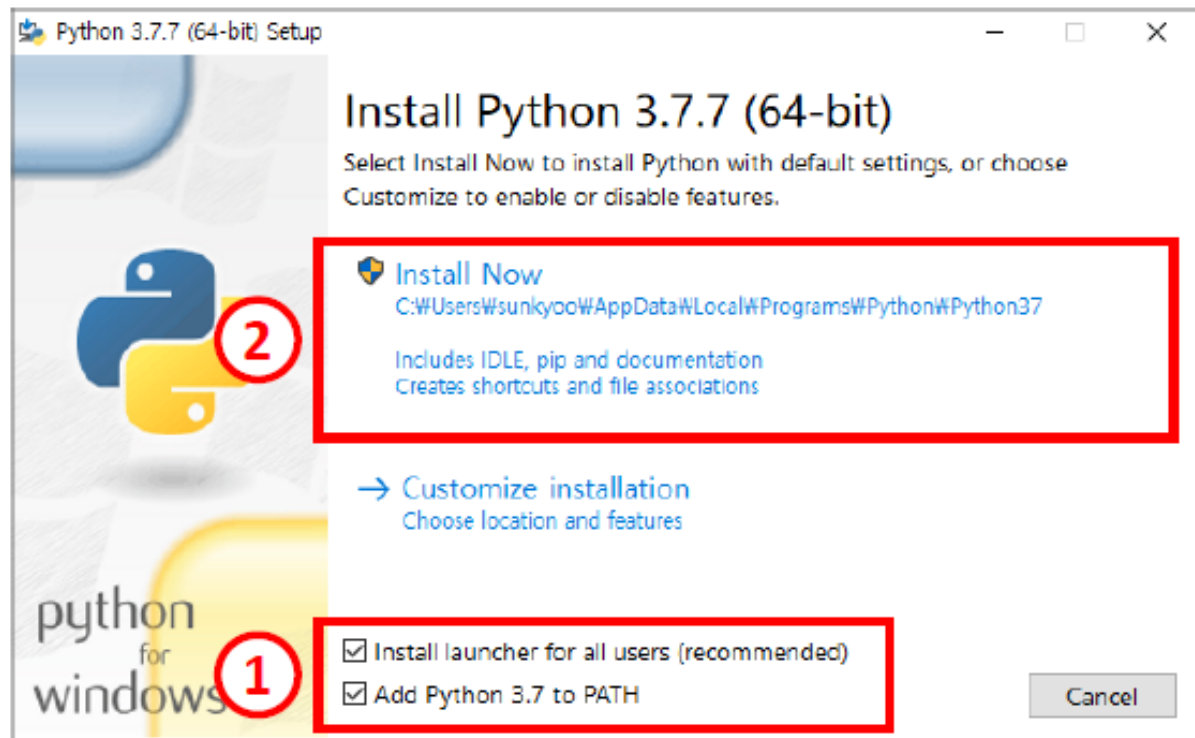 Python 3.7.7 (64-bit) Setup
Install Python 3.7.7 (64-bit)
Select Install Now to install Python with default settings, or choose
Customize to enable or disable features.
Install Now
C:₩Users₩sunkyoo₩AppData₩Local₩Programs₩Python₩Python37
Includes IDLE, pip and documentation
Creates shortcuts and file associations
2
→ Customize installation
Choose location and features
python
for
windows
1
Install launcher for all users (recommended)
Add Python 3.7 to PATH
Cancel